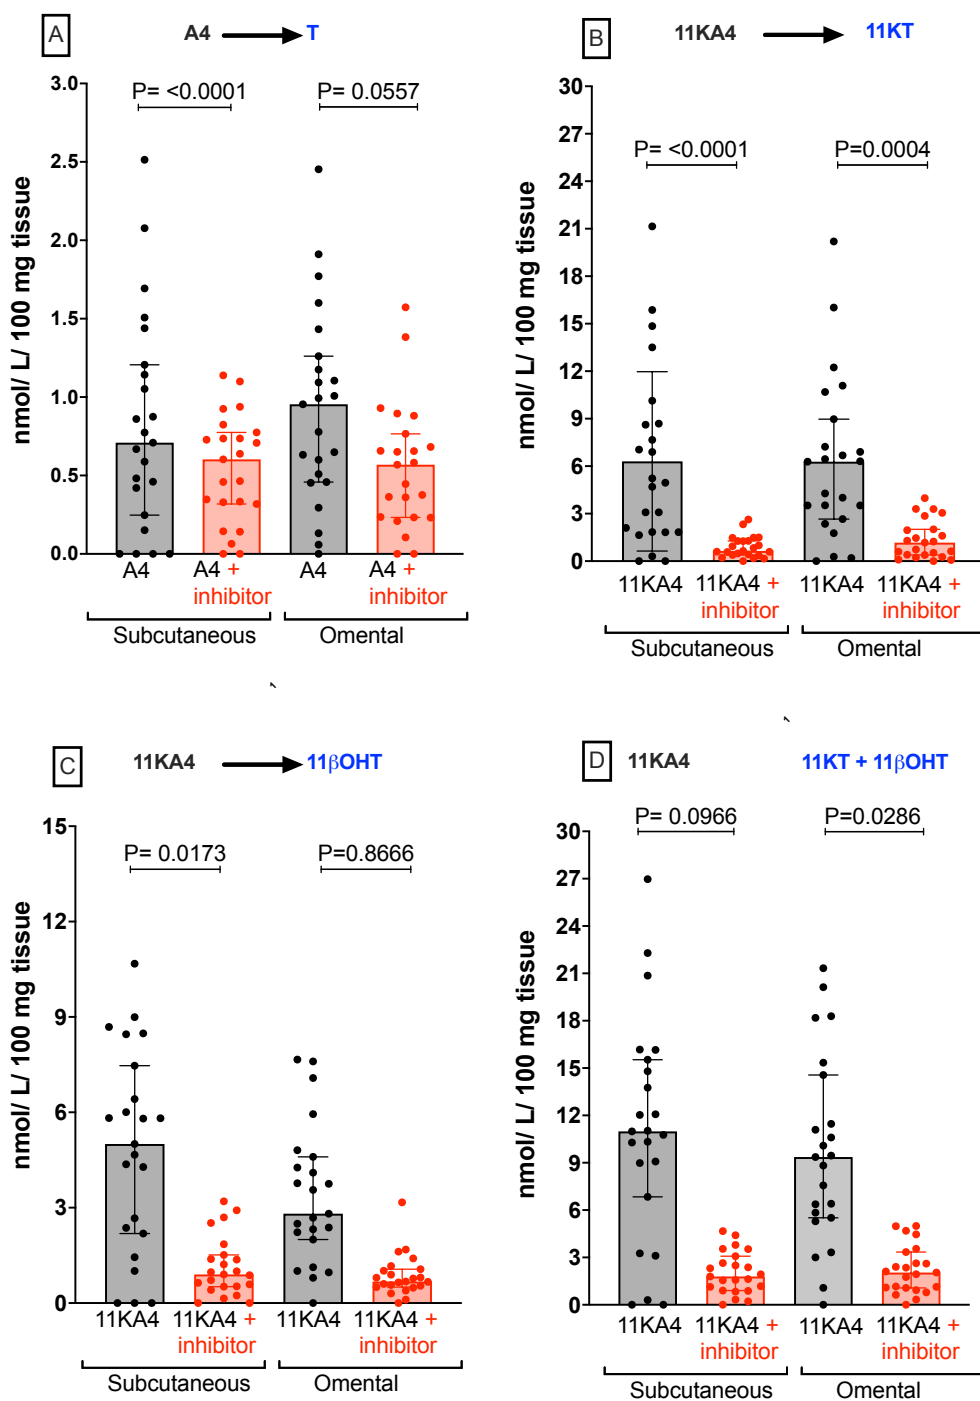 A
A4 T
P= <0.0001 P= 0.0557
nmol/ L/ 100 mg tissue
3.0
2.5
2.0
1.5
1.0
0.5
0.0
A4 A4 + A4 A4 +
inhibitor inhibitor
Subcutaneous Omental
B
11KA4 11KT
P= <0.0001 P=0.0004
nmol/ L/ 100 mg tissue
30
27
24
21
18
15
12
9
6
3
0
11KA4 11KA4 + 11KA4 11KA4 +
inhibitor inhibitor
Subcutaneous Omental
C
11KA4 11βOHT
P= 0.0173 P=0.8666
nmol/ L/ 100 mg tissue
15
12
9
6
3
0
11KA4 11KA4 + 11KA4 11KA4 +
inhibitor inhibitor
Subcutaneous Omental
D
11KA4 11KT + 11βOHT
P= 0.0966 P=0.0286
nmol/ L/ 100 mg tissue
30
27
24
21
18
15
12
9
6
3
0
11KA4 11KA4 + 11KA4 11KA4 +
inhibitor inhibitor
Subcutaneous Omental